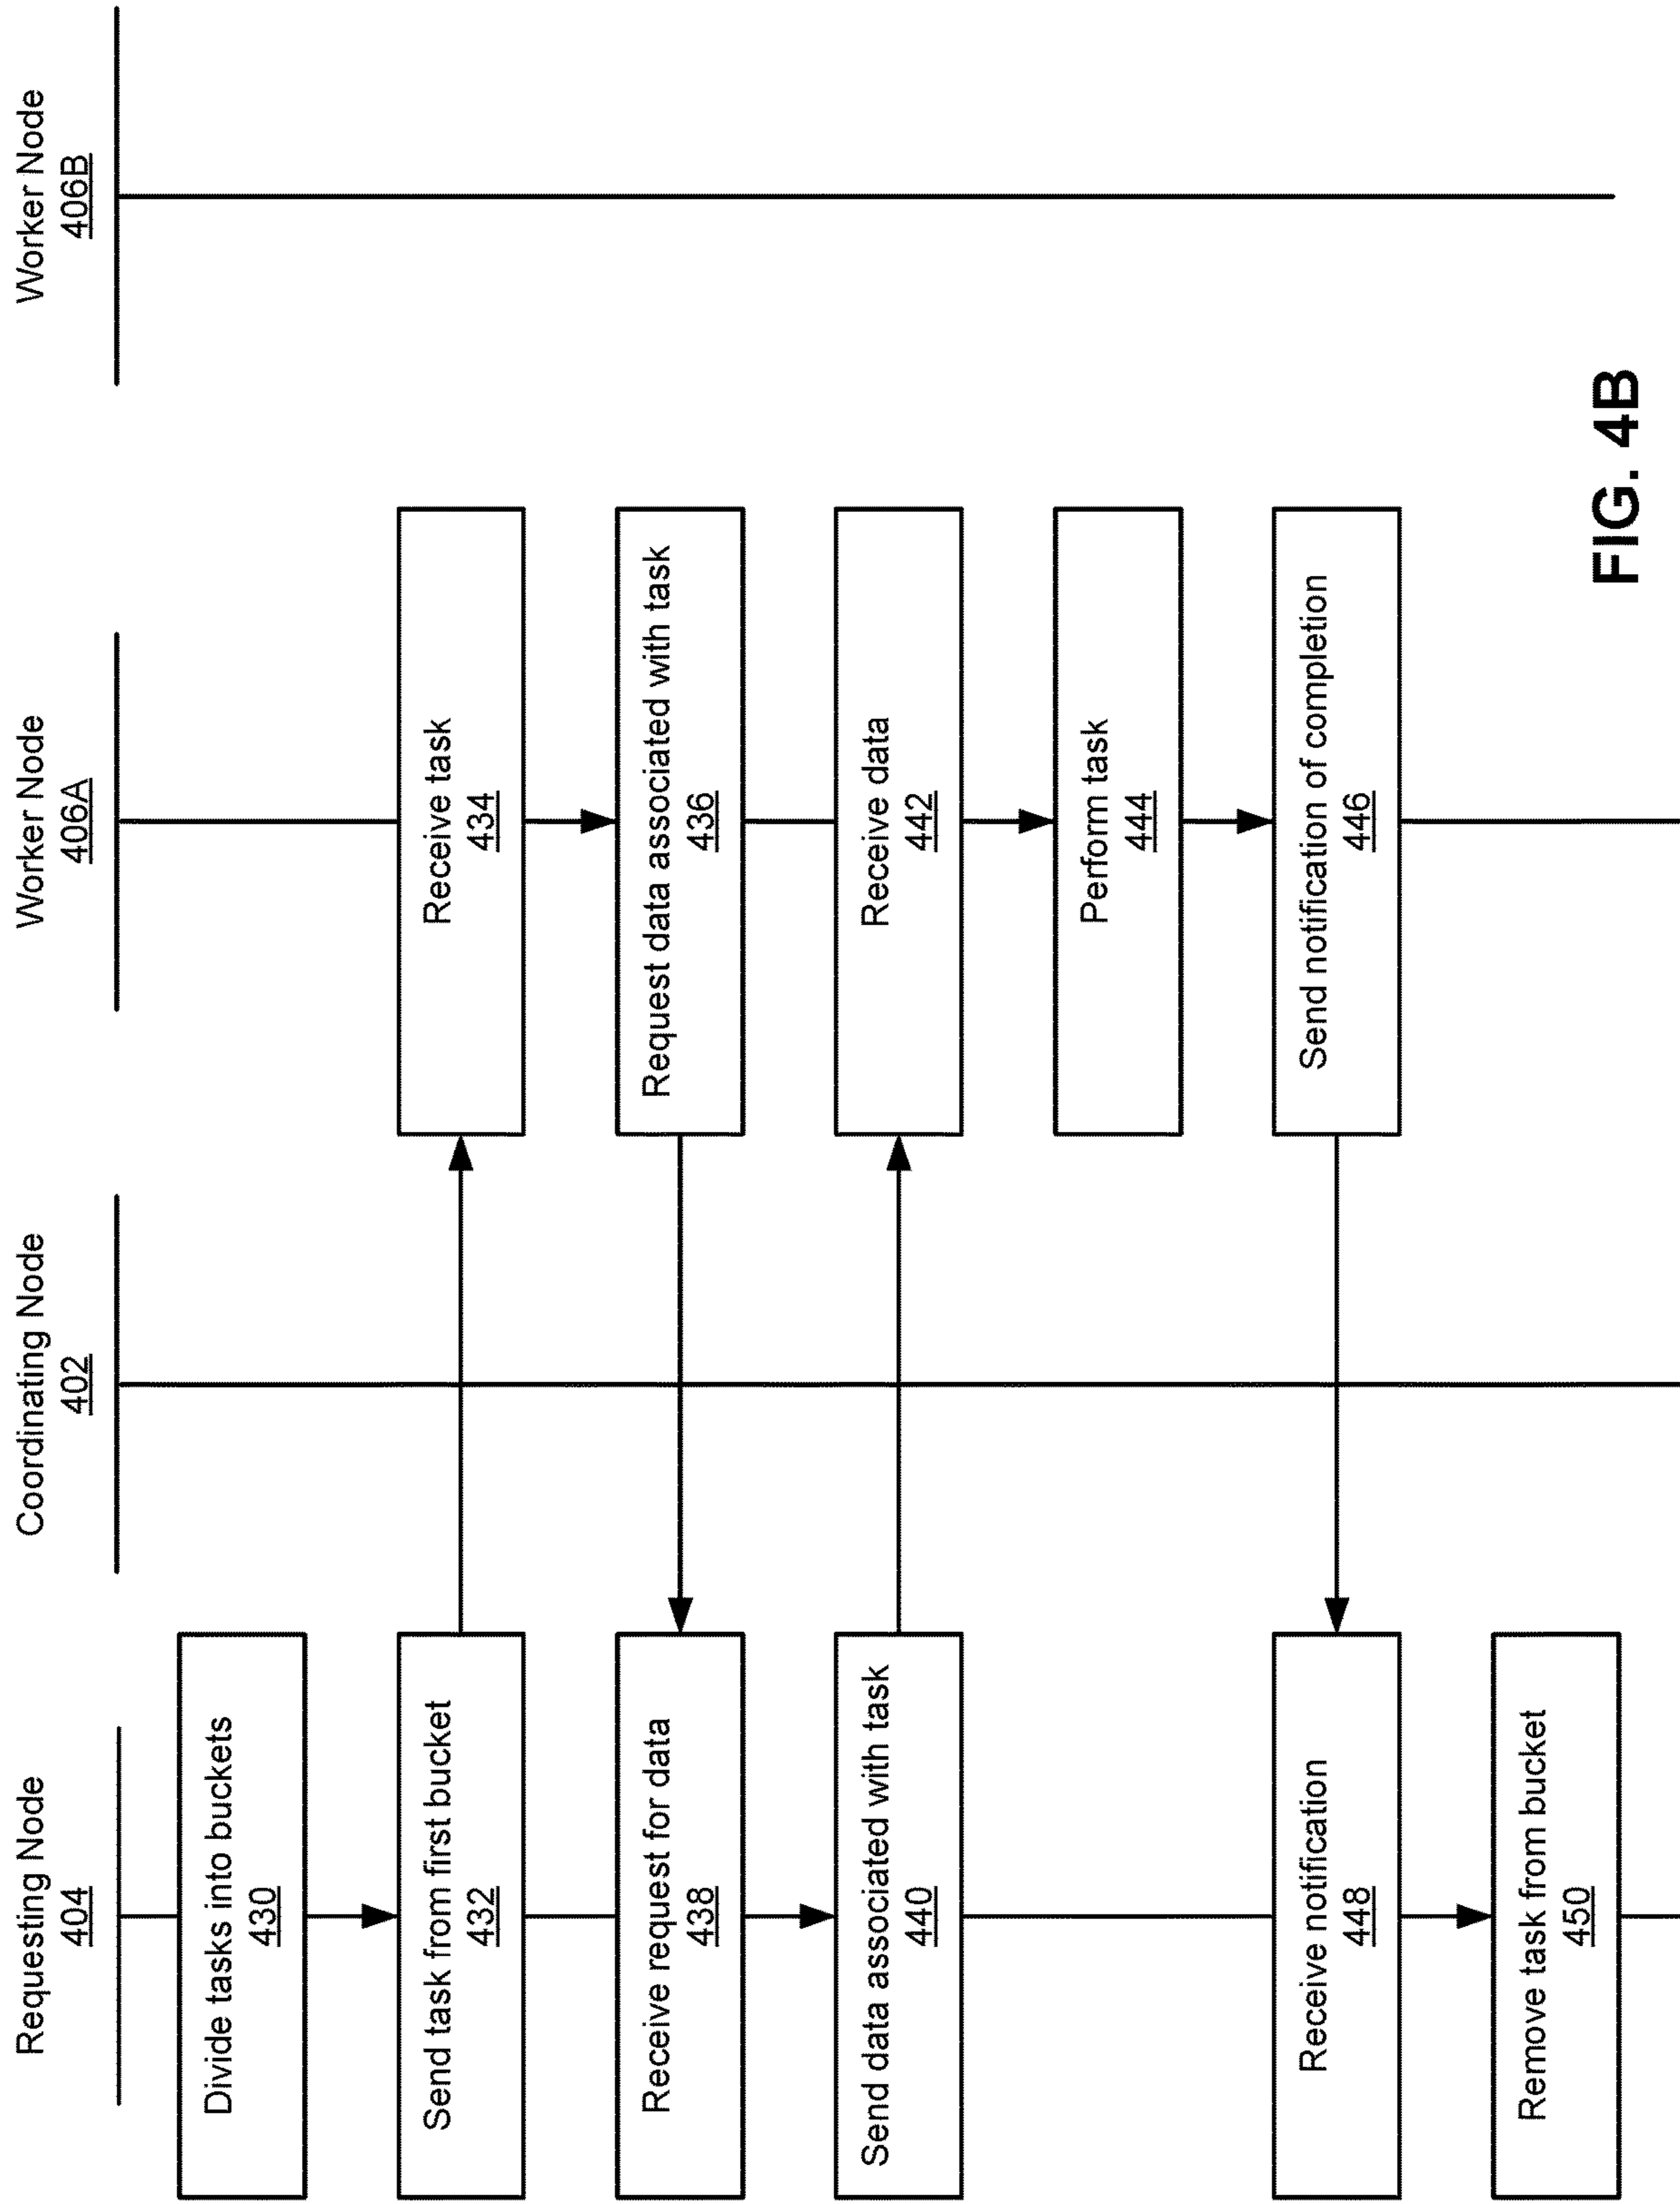 Requesting Node
404
Coordinating Node
402
Worker Node
406A
Worker Node
406B
Divide tasks into buckets
430
Send task from first bucket
432
Receive task
434
Receive request for data
438
Request data associated with task
436
Send data associated with task
440
Receive data
442
Perform task
444
Receive notification
448
Send notification of completion
446
Remove task from bucket
450
FIG. 4B